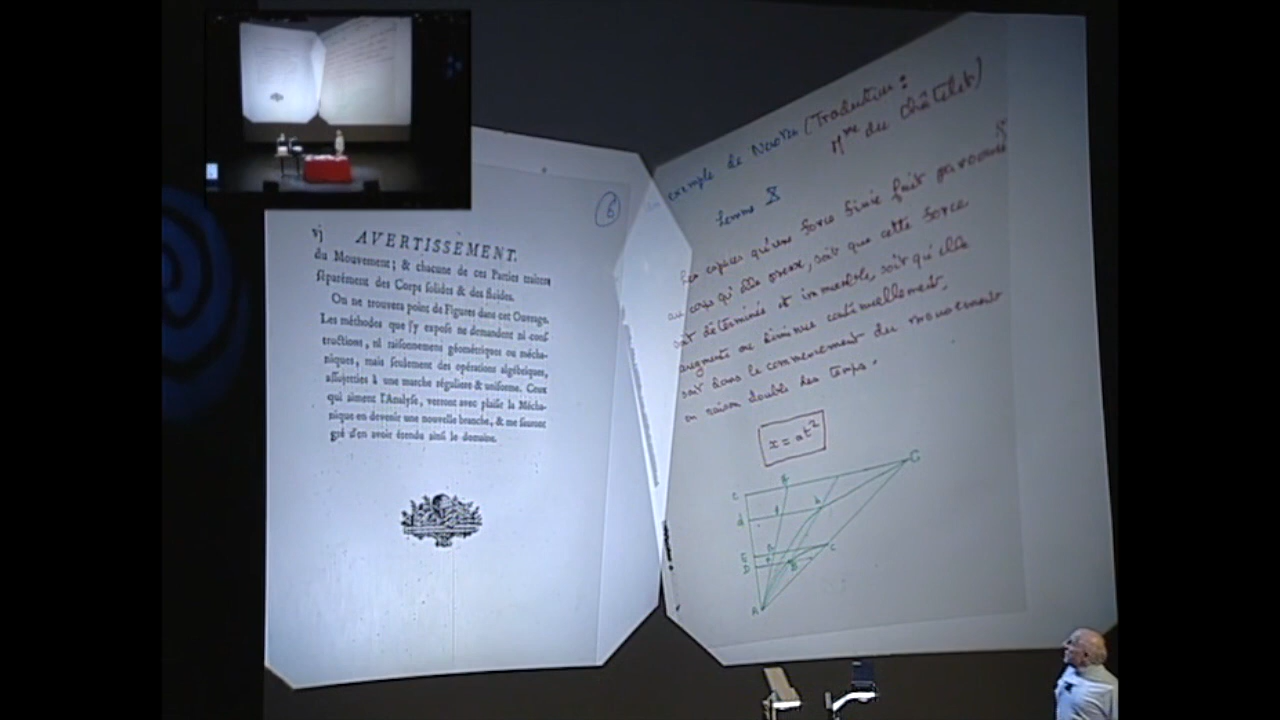 vj AVERTISSEMENT.
du Mouvement ; & chacune de ces Parties traitera
ſéparément des Corps ſolides & des fluides.
On ne trouvera point de Figures dans cet Ouvrage.
Les méthodes que j'y expoſe ne demandent ni conſ
tructions, ni raiſonnemens géométriques ou mécha-
niques, mais ſeulement des opérations algébriques,
aſſujetties à une marche réguliere & uniforme. Ceux
qui aiment l'Analyſe, verront avec plaiſir la Mécha-
nique en devenir une nouvelle branche, & me ſauront
gré d'en avoir étendu ainſi le domaine.
6
exemple de Newton (Traduction :
Mme du Châtelet)
Lemme X
Les espaces qu'une force finie fait parcourir
au corps qu'elle presse, soit que cette force
soit déterminée et immuable, soit qu'elle
augmente ou diminue continuellement,
sont dans le commencement du mouvement
en raison doublée des temps.
x = at²
C
d
E
D
A
B